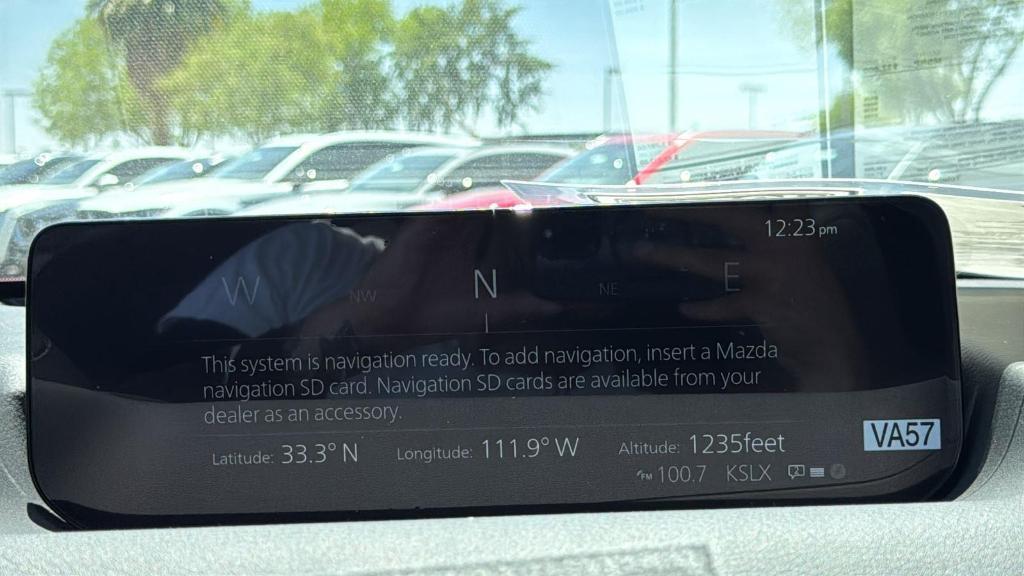 12:23pm
W NW N NE E
This system is navigation ready. To add navigation, insert a Mazda
navigation SD card. Navigation SD cards are available from your
dealer as an accessory.
Latitude: 33.3° N Longitude: 111.9° W Altitude: 1235feet
VA57
FM 100.7 KSLX